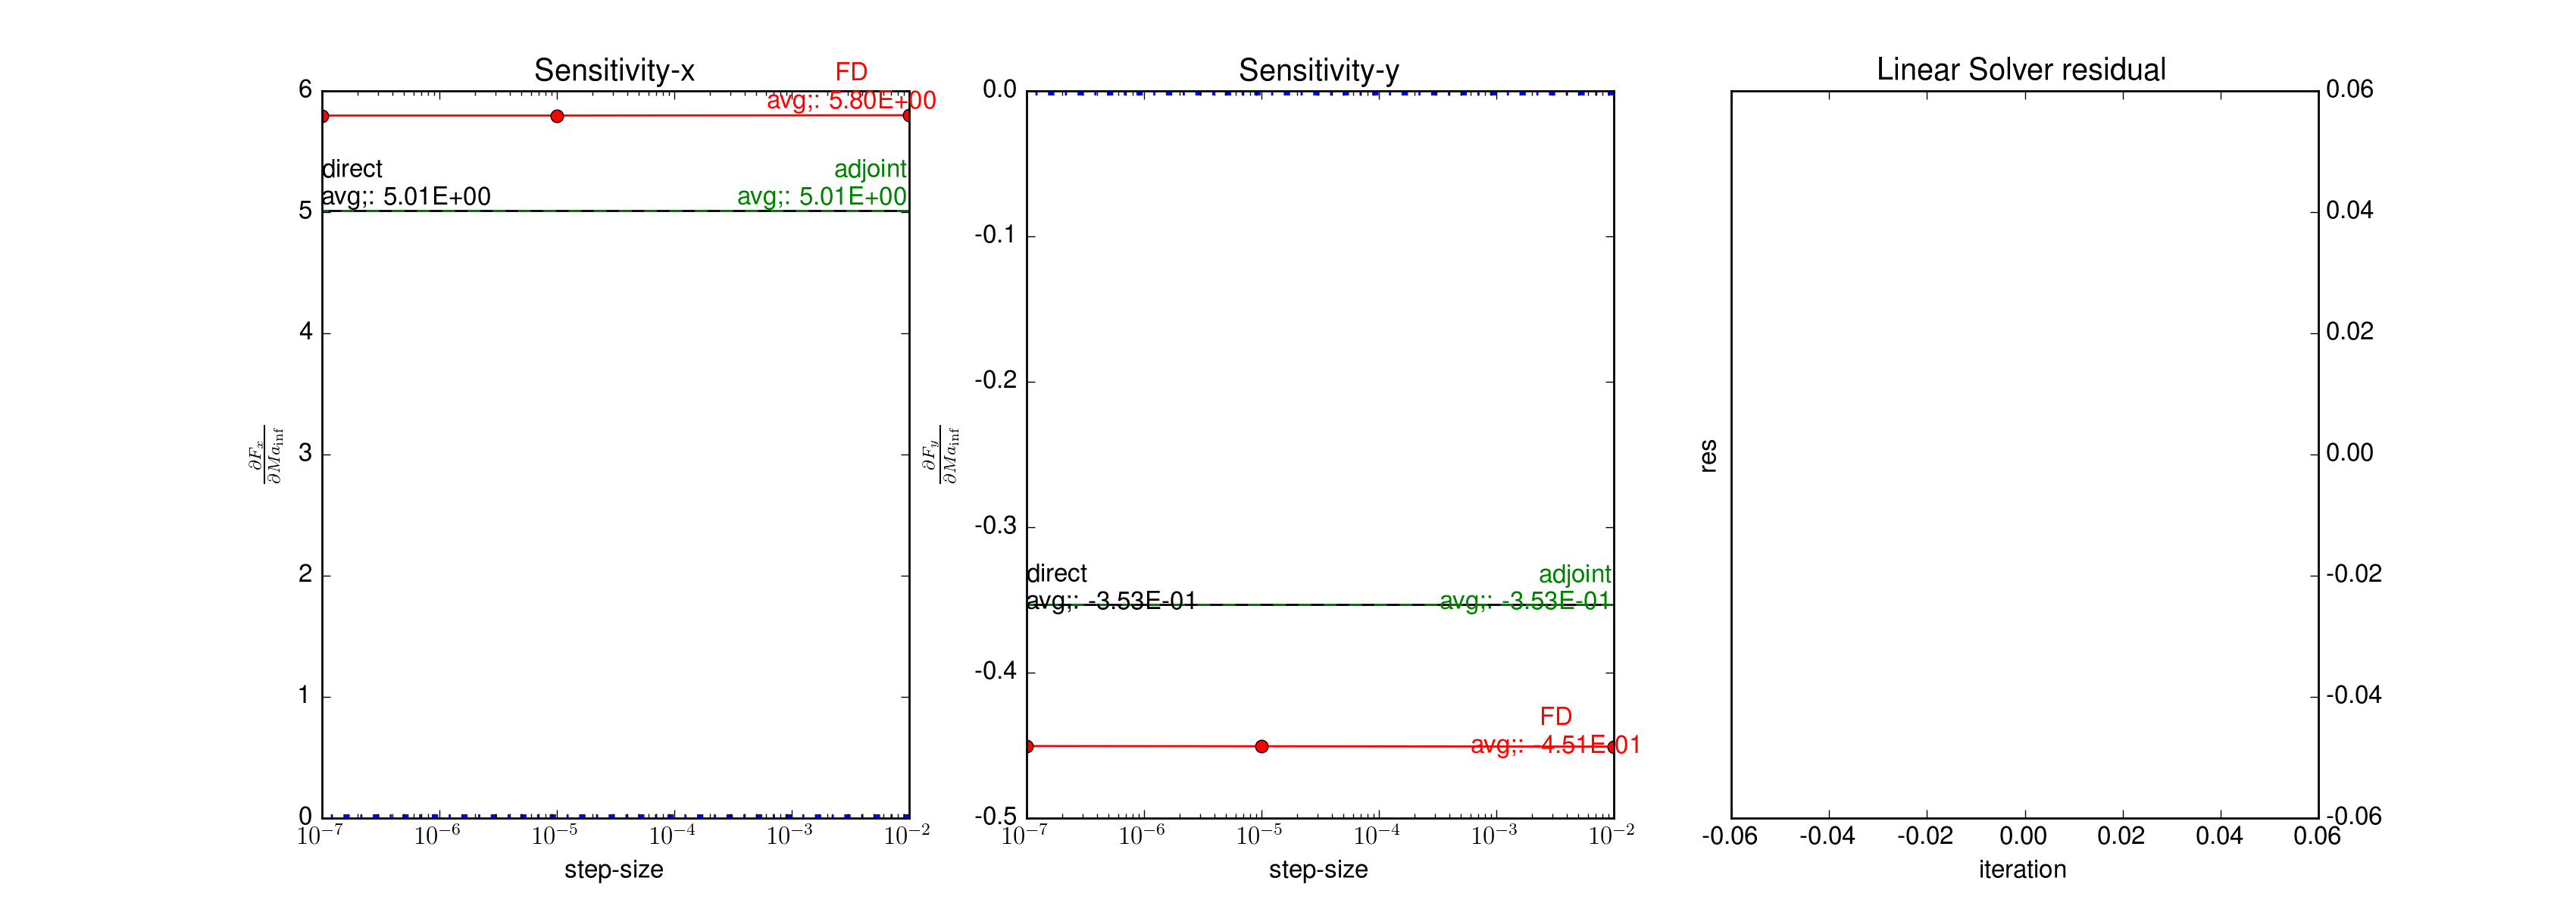 Sensitivity-x
FD
avg;: 5.80E+00
direct
avg;: 5.01E+00
adjoint
avg;: 5.01E+00
6
5
4
3
2
1
0
∂F_x
∂Ma_inf
10^-7
10^-6
10^-5
10^-4
10^-3
10^-2
step-size
Sensitivity-y
0.0
-0.1
-0.2
-0.3
-0.4
-0.5
∂F_y
∂Ma_inf
direct
avg;: -3.53E-01
adjoint
avg;: -3.53E-01
FD
avg;: -4.51E-01
10^-7
10^-6
10^-5
10^-4
10^-3
10^-2
step-size
Linear Solver residual
res
0.06
0.04
0.02
0.00
-0.02
-0.04
-0.06
-0.06
-0.04
-0.02
0.00
0.02
0.04
0.06
iteration